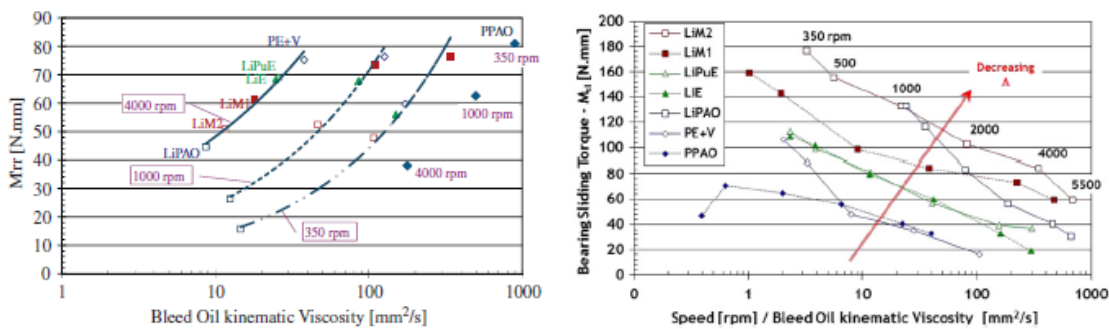 M'rr [N.mm]
90
80
70
60
50
40
30
20
10
0
1
10
100
1000
Bleed Oil kinematic Viscosity [mm²/s]
PPAO
PE+V
350 rpm
LiPuE
LiE
4000 rpm
LiM1
1000 rpm
LiM2
LiPAO
4000 rpm
1000 rpm
350 rpm
Bearing Sliding Torque - Msl [N.mm]
200
180
160
140
120
100
80
60
40
20
0
0
1
10
100
1000
Speed [rpm] / Bleed Oil kinematic Viscosity [mm²/s]
LiM2
LiM1
LiPuE
LiE
LiPAO
PE+V
PPAO
350 rpm
500
1000
Decreasing
Λ
2000
4000
5500